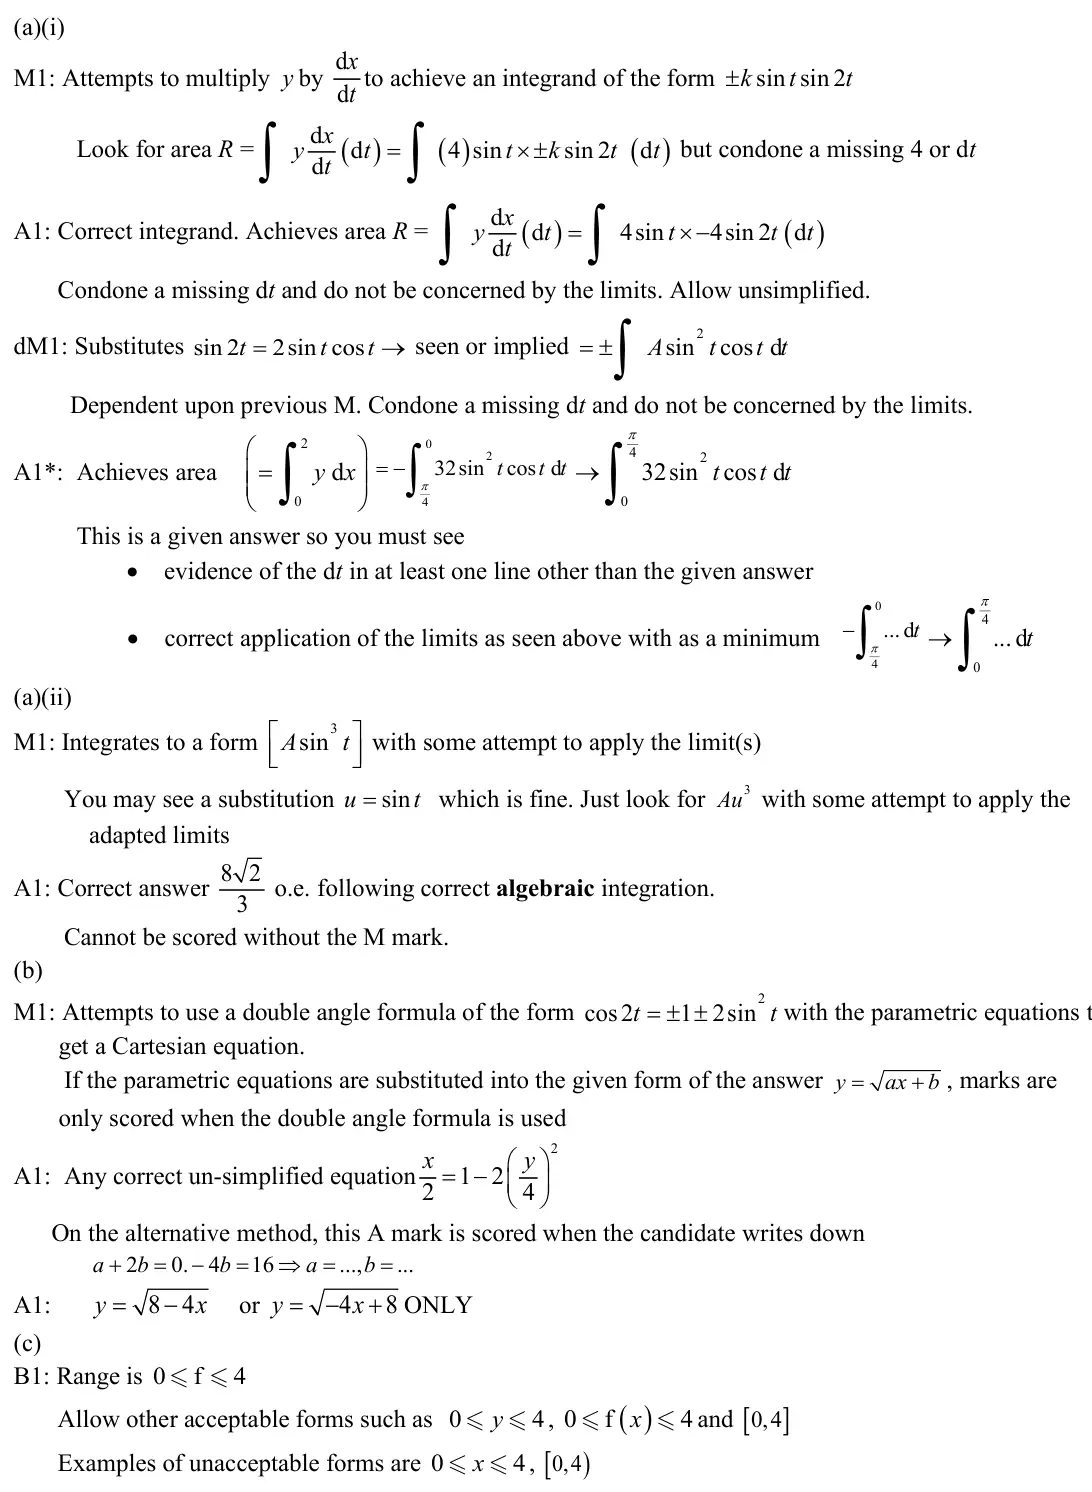 (a)(i)
M1: Attempts to multiply y by dx/dt to achieve an integrand of the form ±k sin t sin 2t
Look for area R = ∫ y dx/dt (dt) = ∫ (4) sin t × ±k sin 2t (dt) but condone a missing 4 or dt
A1: Correct integrand. Achieves area R = ∫ y dx/dt (dt) = ∫ 4 sin t × −4 sin 2t (dt)
Condone a missing dt and do not be concerned by the limits. Allow unsimplified.
dM1: Substitutes sin 2t = 2 sin t cos t → seen or implied = ±∫ A sin² t cos t dt
Dependent upon previous M. Condone a missing dt and do not be concerned by the limits.
A1*: Achieves area (= ∫₀² y dx) = −∫_{π/4}^{0} 32 sin² t cos t dt → ∫_{0}^{π/4} 32 sin² t cos t dt
This is a given answer so you must see
• evidence of the dt in at least one line other than the given answer
• correct application of the limits as seen above with as a minimum −∫_{π/4}^{0} ... dt → ∫_{0}^{π/4} ... dt
(a)(ii)
M1: Integrates to a form [A sin³ t] with some attempt to apply the limit(s)
You may see a substitution u = sin t which is fine. Just look for Au³ with some attempt to apply the
adapted limits
A1: Correct answer 8√2/3 o.e. following correct algebraic integration.
Cannot be scored without the M mark.
(b)
M1: Attempts to use a double angle formula of the form cos 2t = ±1 ± 2 sin² t with the parametric equations t
get a Cartesian equation.
If the parametric equations are substituted into the given form of the answer y = √(ax + b) , marks are
only scored when the double angle formula is used
A1: Any correct un-simplified equation x/2 = 1 − 2(y/4)²
On the alternative method, this A mark is scored when the candidate writes down
a + 2b = 0. − 4b = 16 ⇒ a = ..., b = ...
A1: y = √(8 − 4x) or y = √(−4x + 8) ONLY
(c)
B1: Range is 0 ⩽ f ⩽ 4
Allow other acceptable forms such as 0 ⩽ y ⩽ 4 , 0 ⩽ f(x) ⩽ 4 and [0,4]
Examples of unacceptable forms are 0 ⩽ x ⩽ 4 , [0,4)